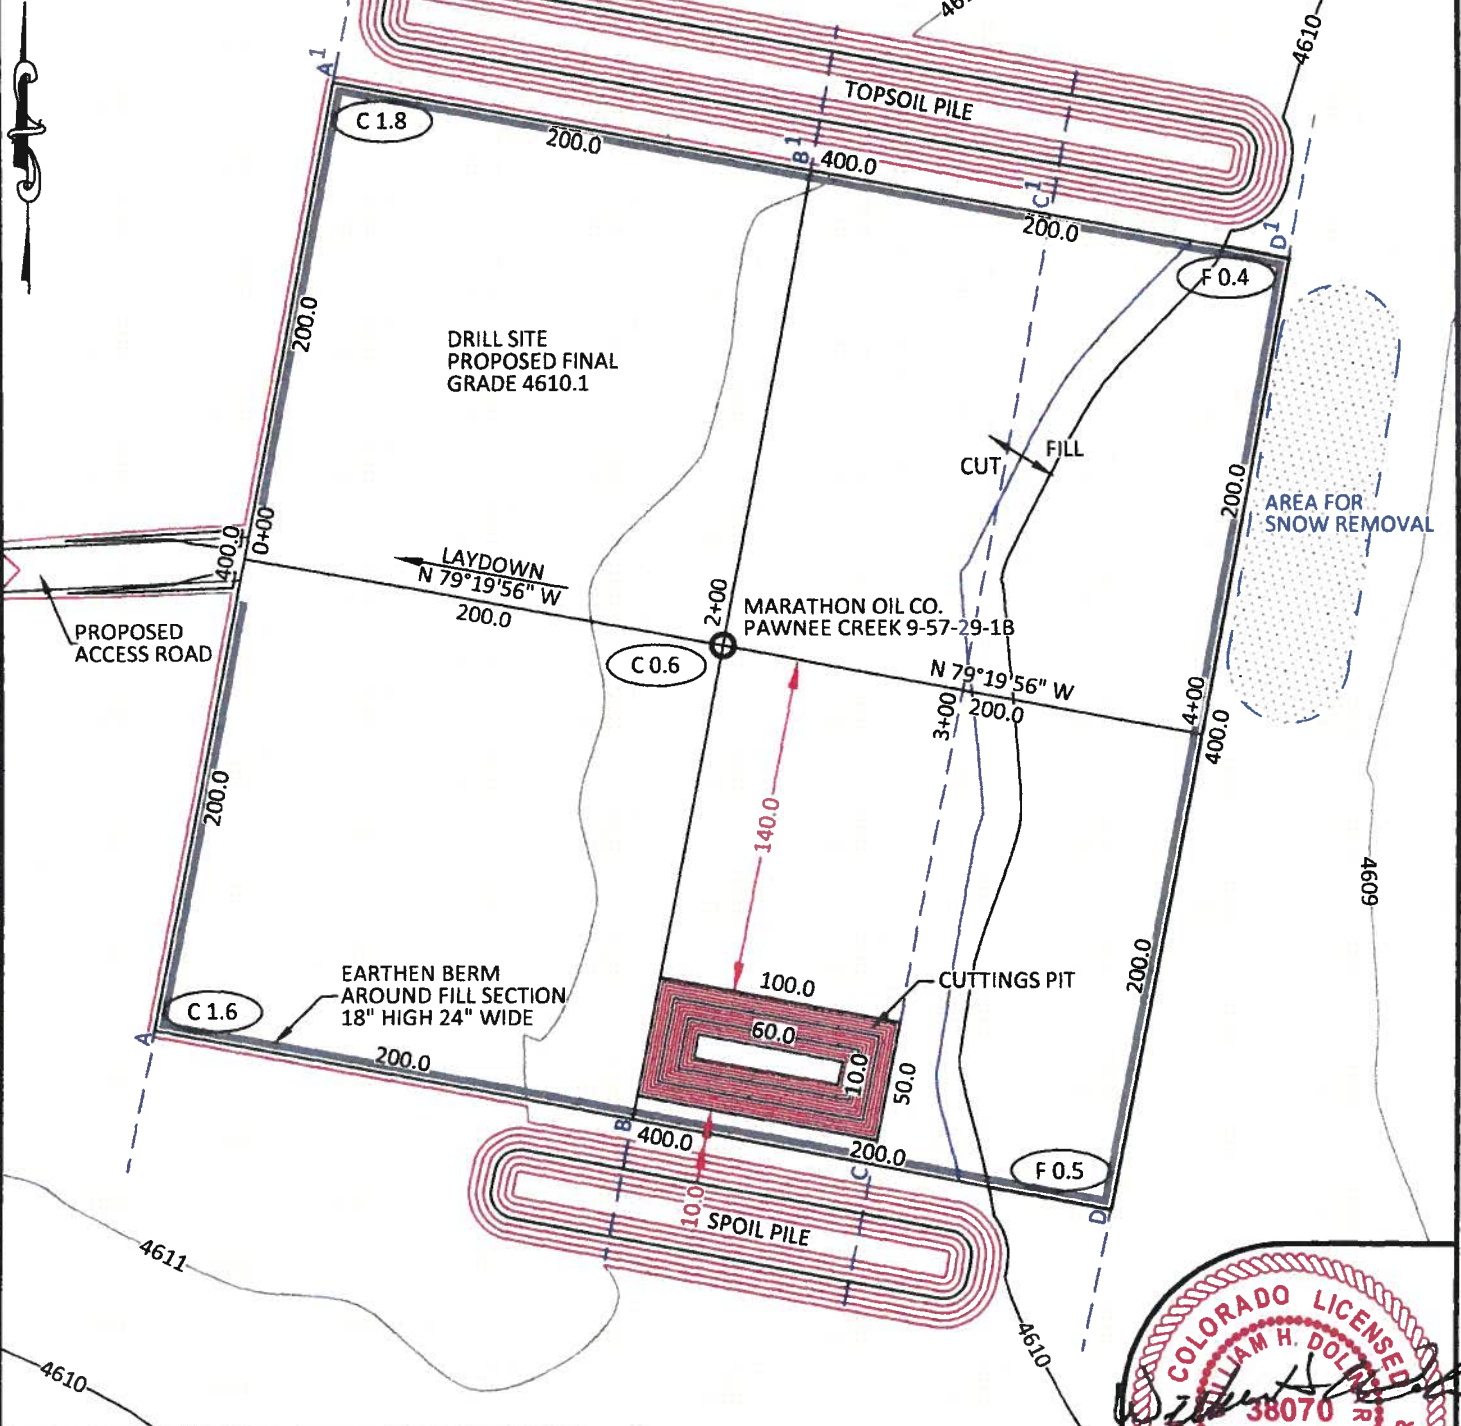 4610
A¹
C 1.8
200.0
TOPSOIL PILE
B¹
400.0
C¹
200.0
D¹
F 0.4
200.0
DRILL SITE
PROPOSED FINAL
GRADE 4610.1
CUT
FILL
200.0
AREA FOR
SNOW REMOVAL
400.0
0+00
LAYDOWN
N 79°19'56" W
200.0
2+00
MARATHON OIL CO.
PAWNEE CREEK 9-57-29-1B
PROPOSED
ACCESS ROAD
C 0.6
N 79°19'56" W
200.0
3+00
4+00
400.0
200.0
140.0
4609
200.0
EARTHEN BERM
AROUND FILL SECTION
18" HIGH 24" WIDE
100.0
CUTTINGS PIT
C 1.6
60.0
10.0
50.0
A
200.0
B
400.0
200.0
C
F 0.5
10.0
SPOIL PILE
D
4611
4610
4610
COLORADO LICENSED
38070